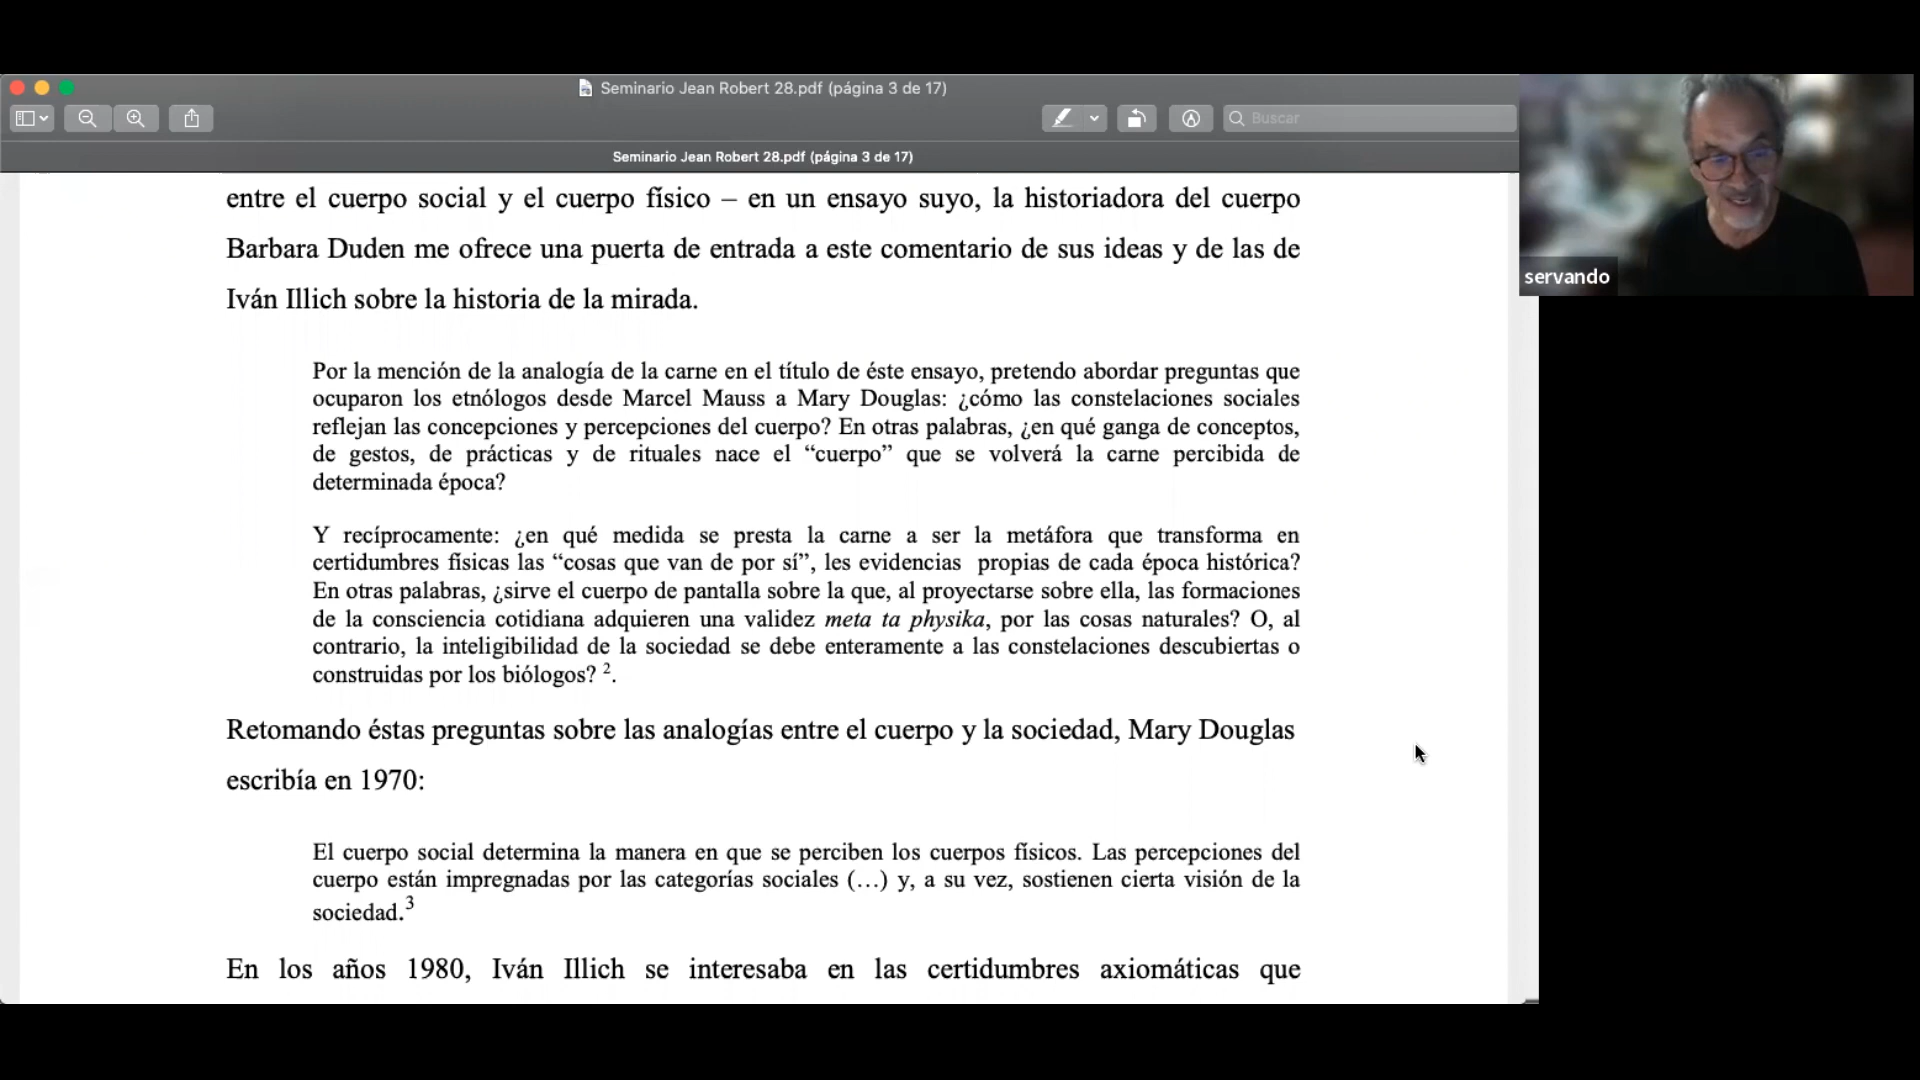 Seminario Jean Robert 28.pdf (página 3 de 17)
Buscar
Seminario Jean Robert 28.pdf (página 3 de 17)
servando
entre el cuerpo social y el cuerpo físico – en un ensayo suyo, la historiadora del cuerpo
Barbara Duden me ofrece una puerta de entrada a este comentario de sus ideas y de las de
Iván Illich sobre la historia de la mirada.
Por la mención de la analogía de la carne en el título de éste ensayo, pretendo abordar preguntas que
ocuparon los etnólogos desde Marcel Mauss a Mary Douglas: ¿cómo las constelaciones sociales
reflejan las concepciones y percepciones del cuerpo? En otras palabras, ¿en qué ganga de conceptos,
de gestos, de prácticas y de rituales nace el “cuerpo” que se volverá la carne percibida de
determinada época?
Y recíprocamente: ¿en qué medida se presta la carne a ser la metáfora que transforma en
certidumbres físicas las “cosas que van de por sí”, les evidencias propias de cada época histórica?
En otras palabras, ¿sirve el cuerpo de pantalla sobre la que, al proyectarse sobre ella, las formaciones
de la consciencia cotidiana adquieren una validez meta ta physika, por las cosas naturales? O, al
contrario, la inteligibilidad de la sociedad se debe enteramente a las constelaciones descubiertas o
construidas por los biólogos? 2.
Retomando éstas preguntas sobre las analogías entre el cuerpo y la sociedad, Mary Douglas
escribía en 1970:
El cuerpo social determina la manera en que se perciben los cuerpos físicos. Las percepciones del
cuerpo están impregnadas por las categorías sociales (…) y, a su vez, sostienen cierta visión de la
sociedad.3
En los años 1980, Iván Illich se interesaba en las certidumbres axiomáticas que